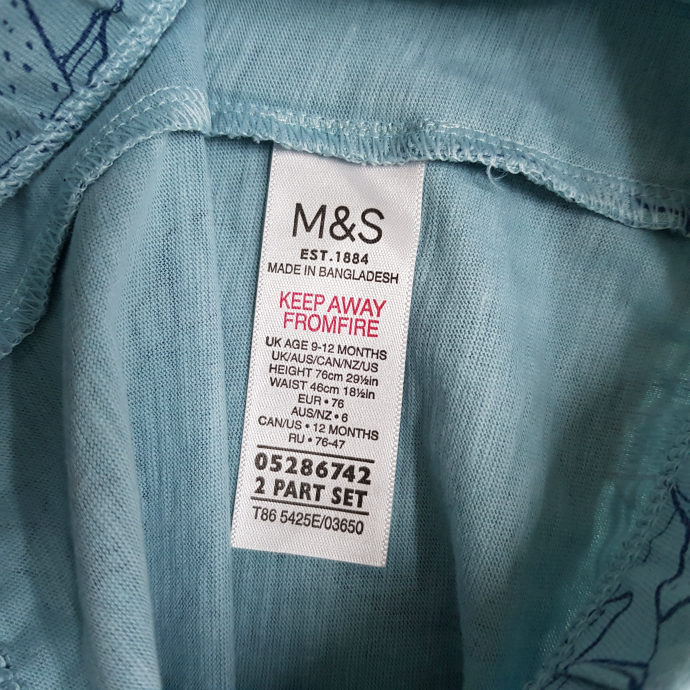 M&S
EST.1884
MADE IN BANGLADESH
KEEP AWAY
FROMFIRE
UK AGE 9-12 MONTHS
UK/AUS/CAN/NZ/US
HEIGHT 76cm 29½in
WAIST 46cm 18½in
EUR • 76
AUS/NZ • 6
CAN/US • 12 MONTHS
RU • 76-47
05286742
2 PART SET
T86 5425E/03650